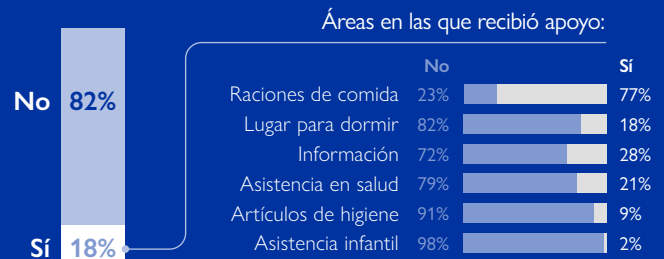 Áreas en las que recibió apoyo:
No Sí
No 82%
Raciones de comida 23% 77%
Lugar para dormir 82% 18%
Información 72% 28%
Asistencia en salud 79% 21%
Artículos de higiene 91% 9%
Asistencia infantil 98% 2%
Sí 18%